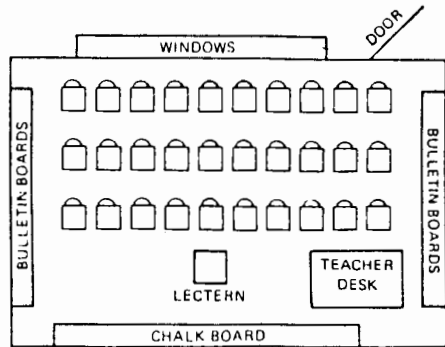 DOOR
WINDOWS
BULLETIN BOARDS
BULLETIN BOARDS
LECTERN
TEACHER
DESK
CHALK BOARD